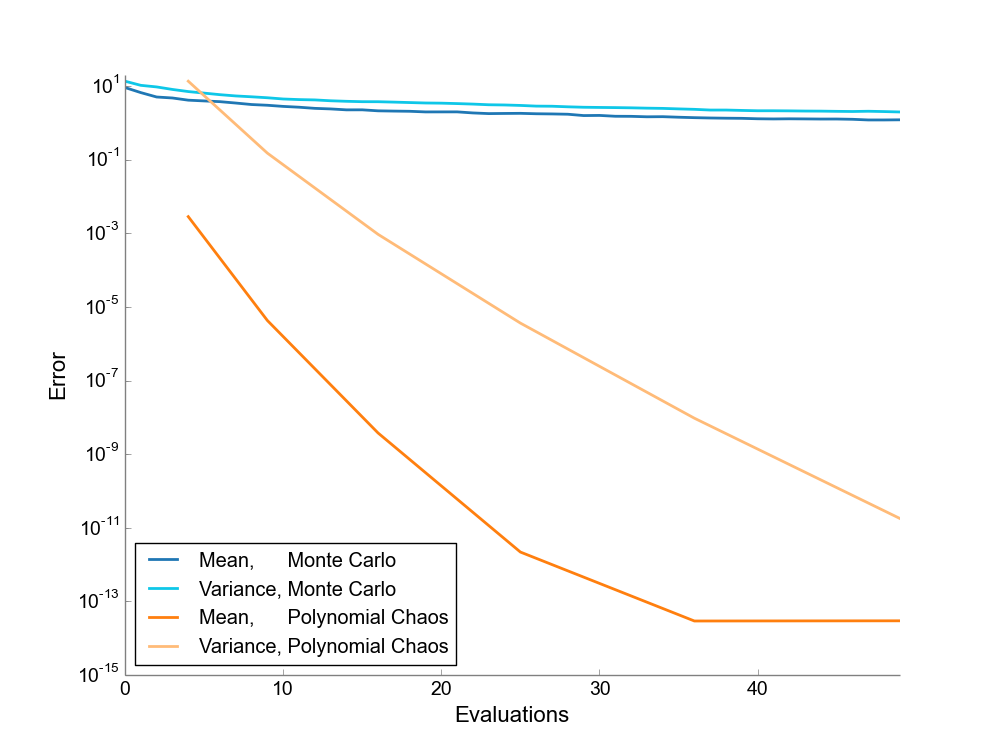 10^1
10^-1
10^-3
10^-5
10^-7
10^-9
10^-11
10^-13
10^-15
Error
Mean, Monte Carlo
Variance, Monte Carlo
Mean, Polynomial Chaos
Variance, Polynomial Chaos
0 10 20 30 40
Evaluations